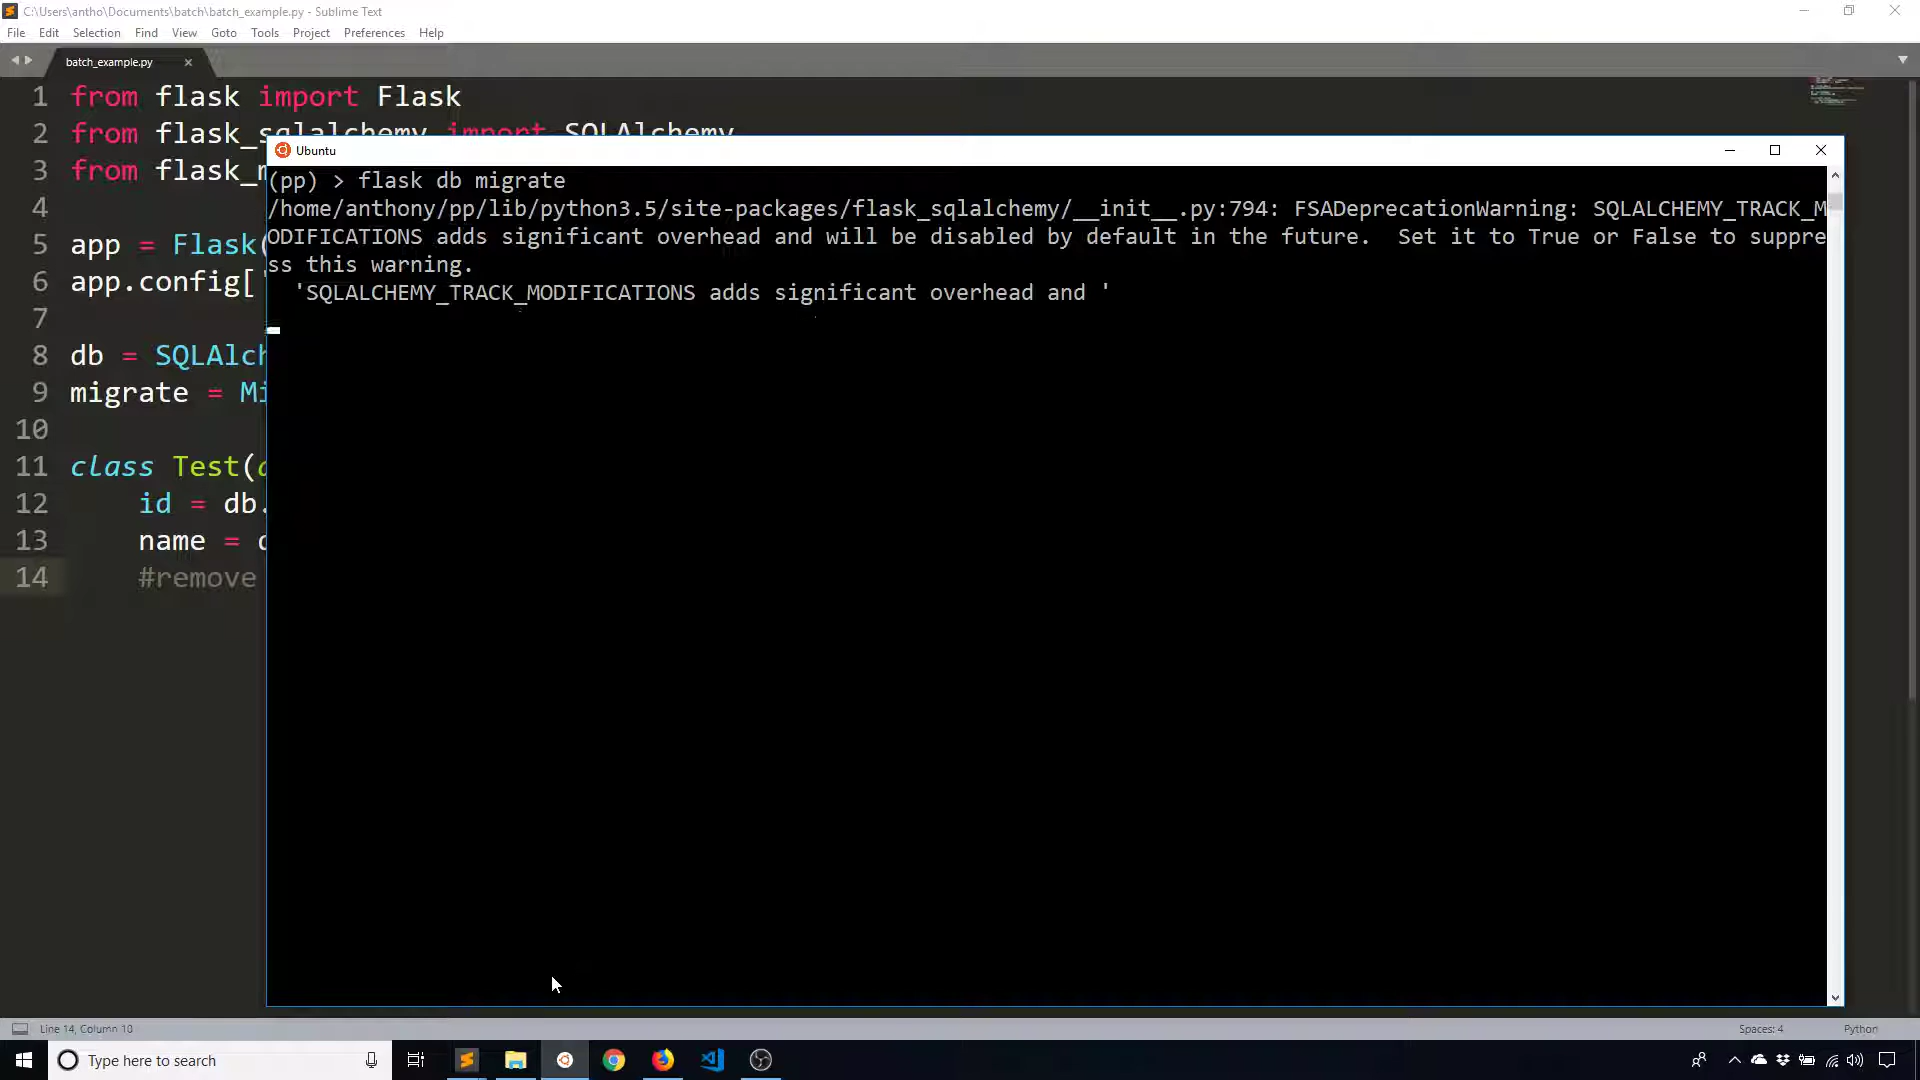 C:\Users\antho\Documents\batch\batch_example.py - Sublime Text
File Edit Selection Find View Goto Tools Project Preferences Help
batch_example.py
1 from flask import Flask
2 from flask_sqlalchemy import SQLAlchemy
3 from flask_m
4
5 app = Flask(
6 app.config['
7
8 db = SQLAlch
9 migrate = Mi
10
11 class Test(d
12 id = db.
13 name = d
14 #remove
Ubuntu
(pp) > flask db migrate
/home/anthony/pp/lib/python3.5/site-packages/flask_sqlalchemy/__init__.py:794: FSADeprecationWarning: SQLALCHEMY_TRACK_M
ODIFICATIONS adds significant overhead and will be disabled by default in the future.  Set it to True or False to suppre
ss this warning.
'SQLALCHEMY_TRACK_MODIFICATIONS adds significant overhead and '
Line 14, Column 10
Spaces: 4
Python
Type here to search